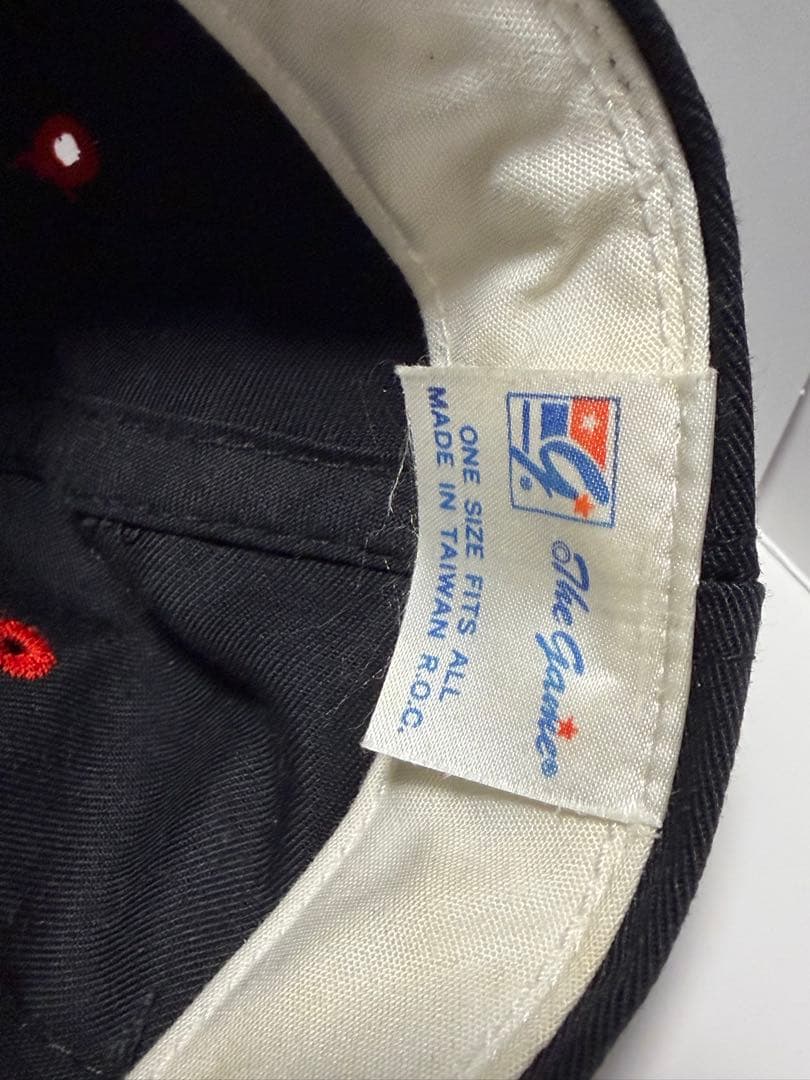 G®
©The Game®
ONE SIZE FITS ALL
MADE IN TAIWAN R.O.C.